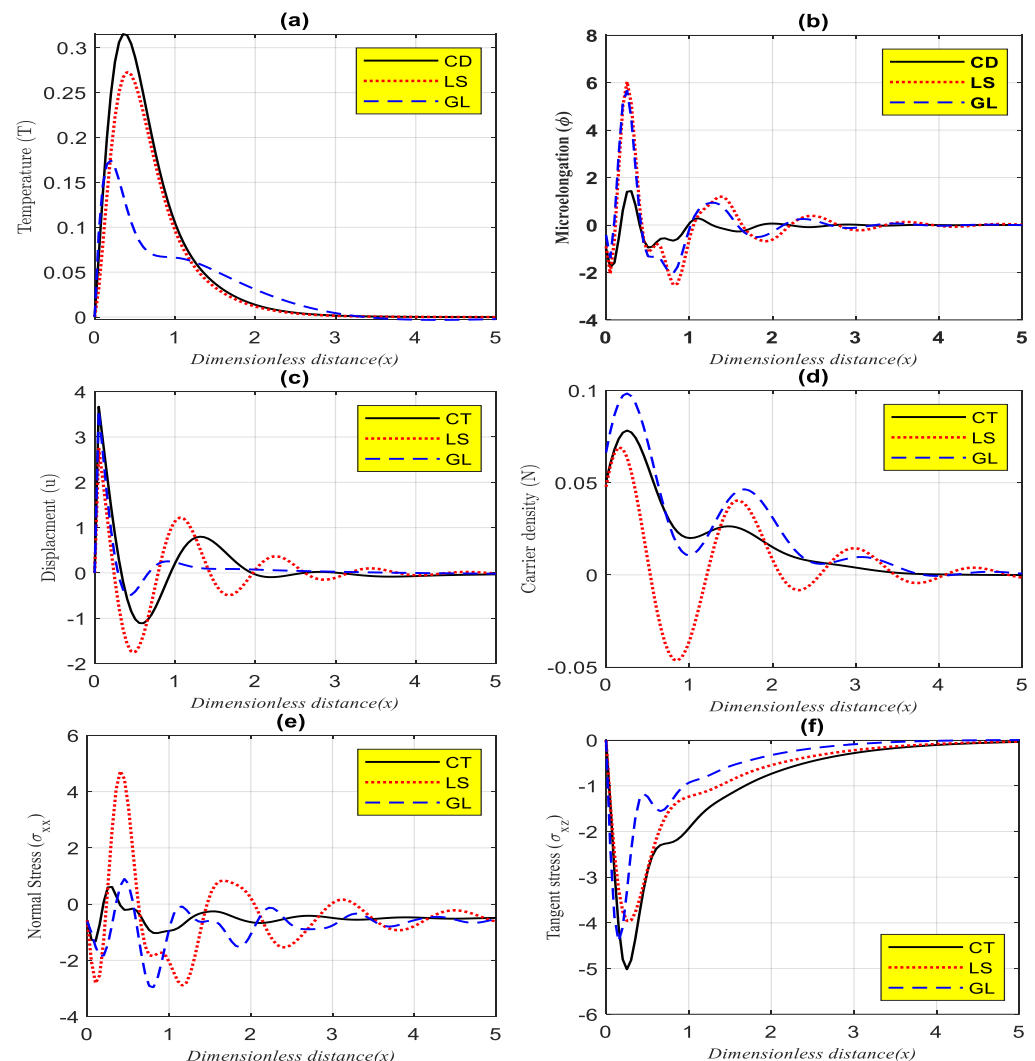 (a)
0.3
0.25
0.2
0.15
0.1
0.05
0
Temperature (T)
CD
LS
GL
0 1 2 3 4 5
Dimensionless distance(x)
(b)
8
6
4
2
0
-2
-4
Microelongation (ϕ)
CD
LS
GL
0 1 2 3 4 5
Dimensionless distance(x)
(c)
4
3
2
1
0
-1
-2
Displacment (u)
CT
LS
GL
0 1 2 3 4 5
Dimensionless distance(x)
(d)
0.1
0.05
0
-0.05
Carrier density (N)
CT
LS
GL
0 1 2 3 4 5
Dimensionless distance(x)
(e)
6
4
2
0
-2
-4
Normal Stress (σxx)
CT
LS
GL
0 1 2 3 4 5
Dimensionless distance(x)
(f)
0
-1
-2
-3
-4
-5
-6
Tangent stress (σxz)
CT
LS
GL
0 1 2 3 4 5
Dimensionless distance(x)